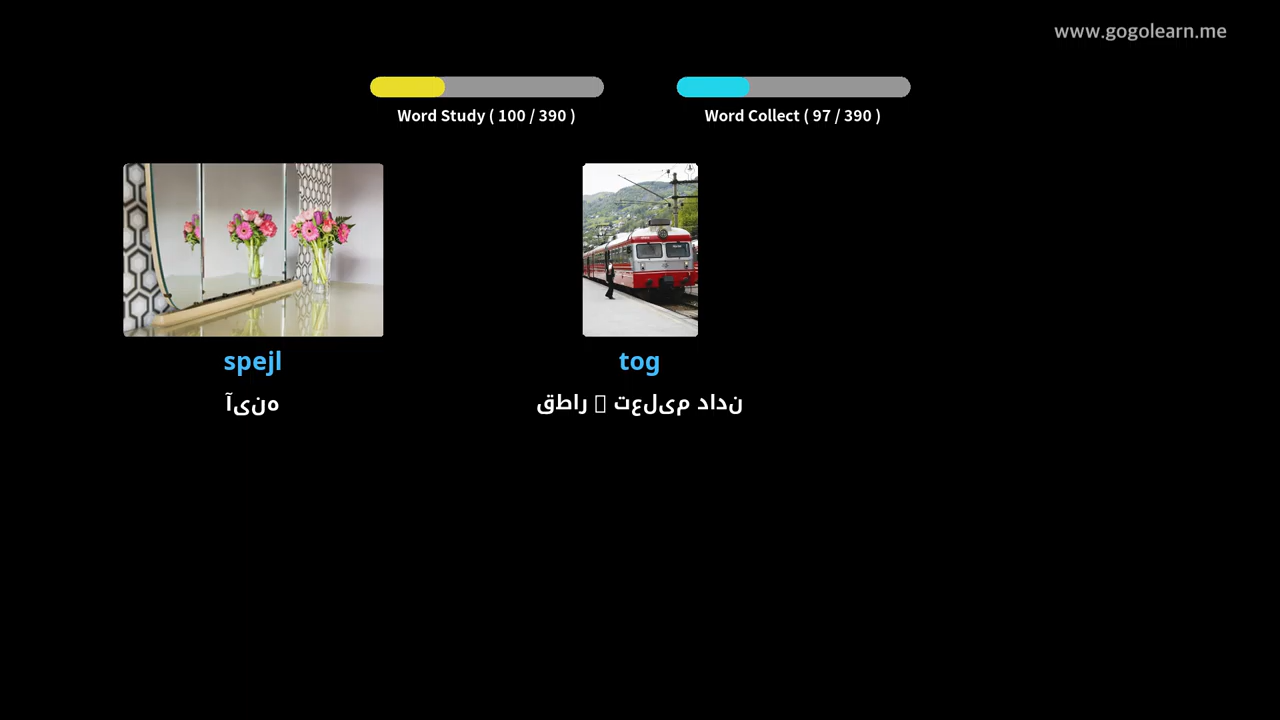 www.gogolearn.me
Word Study ( 100 / 390 )
Word Collect ( 97 / 390 )
spejl
tog
آینه
قطار ▯ تعلیم دادن